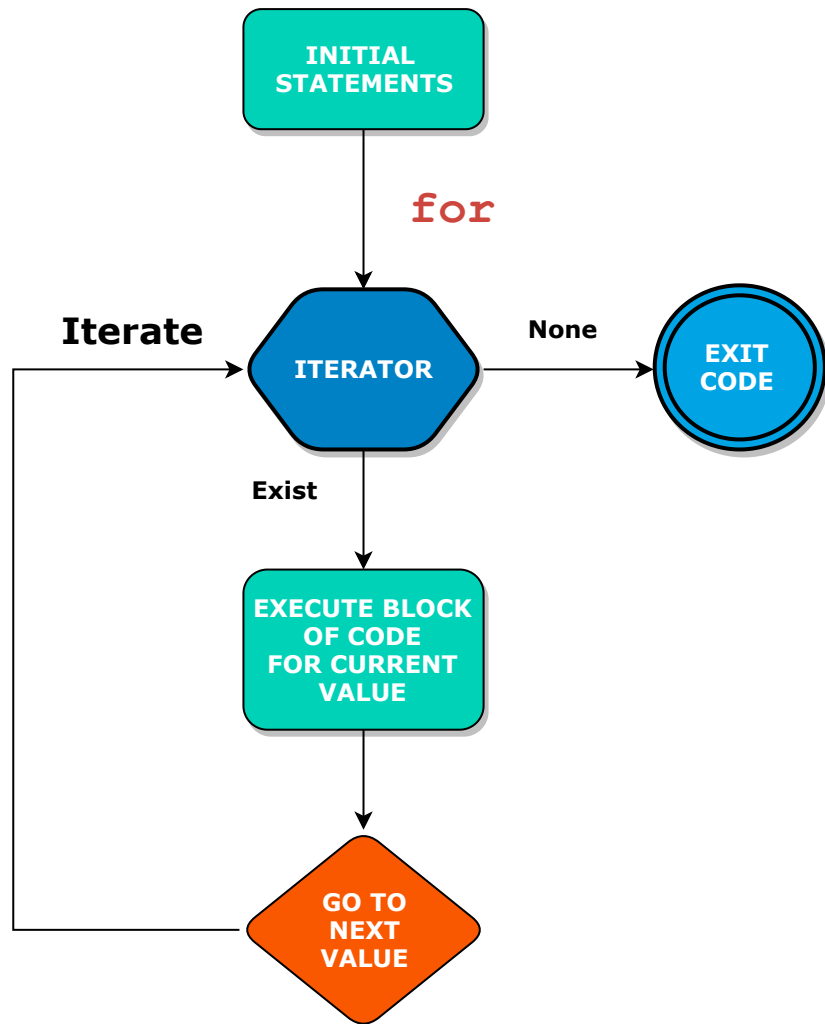 INITIAL
STATEMENTS
for
Iterate
None
ITERATOR
EXIT
CODE
Exist
EXECUTE BLOCK
OF CODE
FOR CURRENT
VALUE
GO TO
NEXT
VALUE